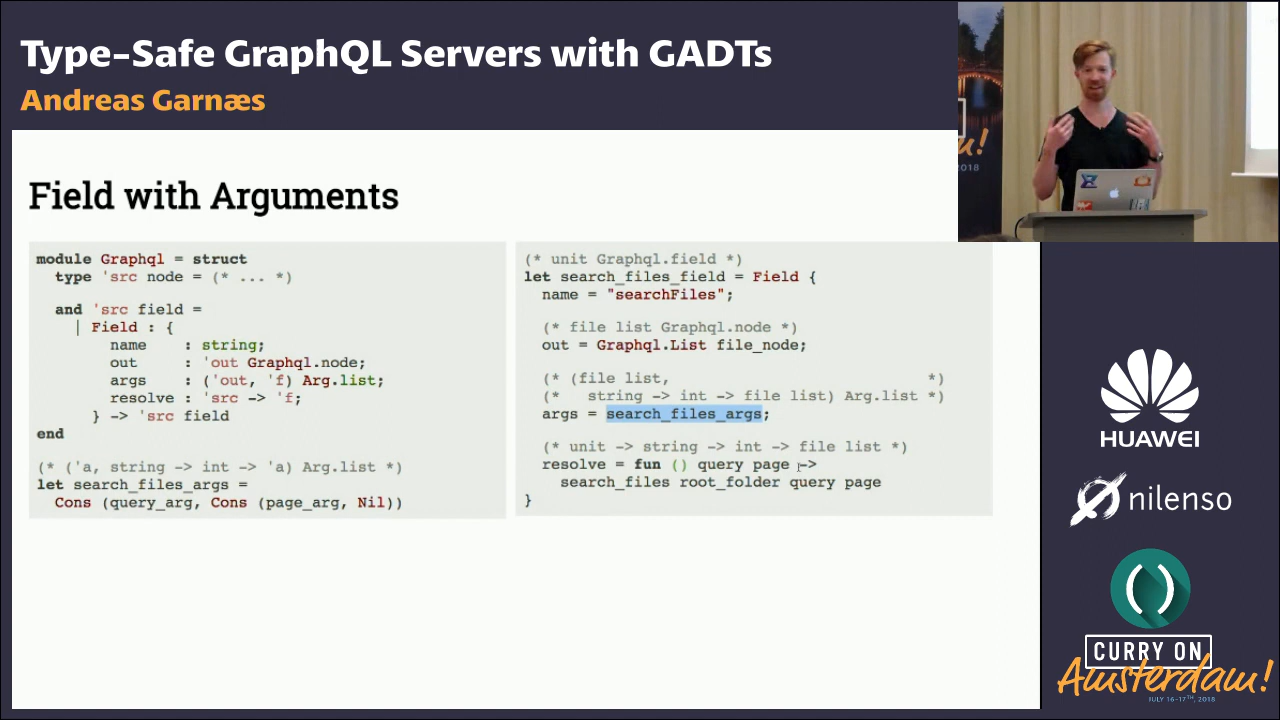 Type-Safe GraphQL Servers with GADTs
Andreas Garnæs
Field with Arguments
module Graphql = struct
  type 'src node = (* ... *)
  and 'src field =
    | Field : {
        name    : string;
        out     : 'out Graphql.node;
        args    : ('out, 'f) Arg.list;
        resolve : 'src -> 'f;
      } -> 'src field
end
(* ('a, string -> int -> 'a) Arg.list *)
let search_files_args =
  Cons (query_arg, Cons (page_arg, Nil))
(* unit Graphql.field *)
let search_files_field = Field {
  name = "searchFiles";
  (* file list Graphql.node *)
  out = Graphql.List file_node;
  (* (file list,                            *)
  (*   string -> int -> file list) Arg.list *)
  args = search_files_args;
  (* unit -> string -> int -> file list *)
  resolve = fun () query page ->
    search_files root_folder query page
}
m!
2018
HUAWEI
nilenso
()
CURRY ON
Amsterdam!
JULY 16-17TH, 2018